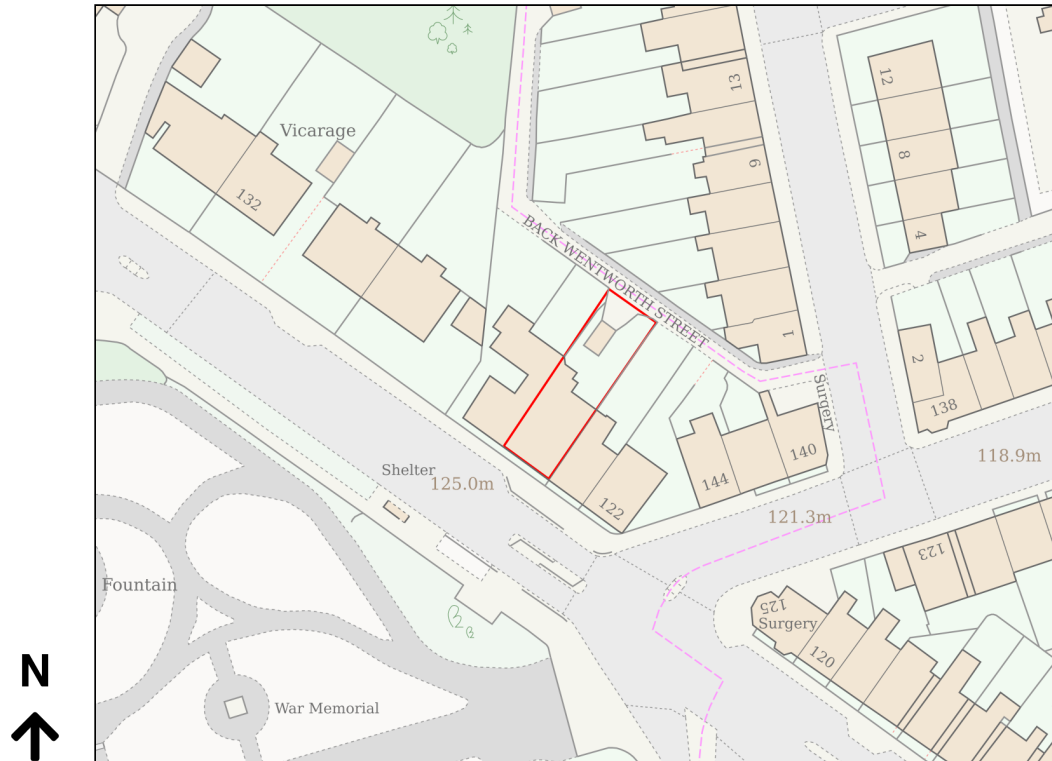 12
13
Vicarage
8
9
132
4
BACK WENTWORTH STREET
1
2
Surgery
138
140
118.9m
Shelter
125.0m
144
122
121.3m
123
Fountain
125
Surgery
120
N
War Memorial